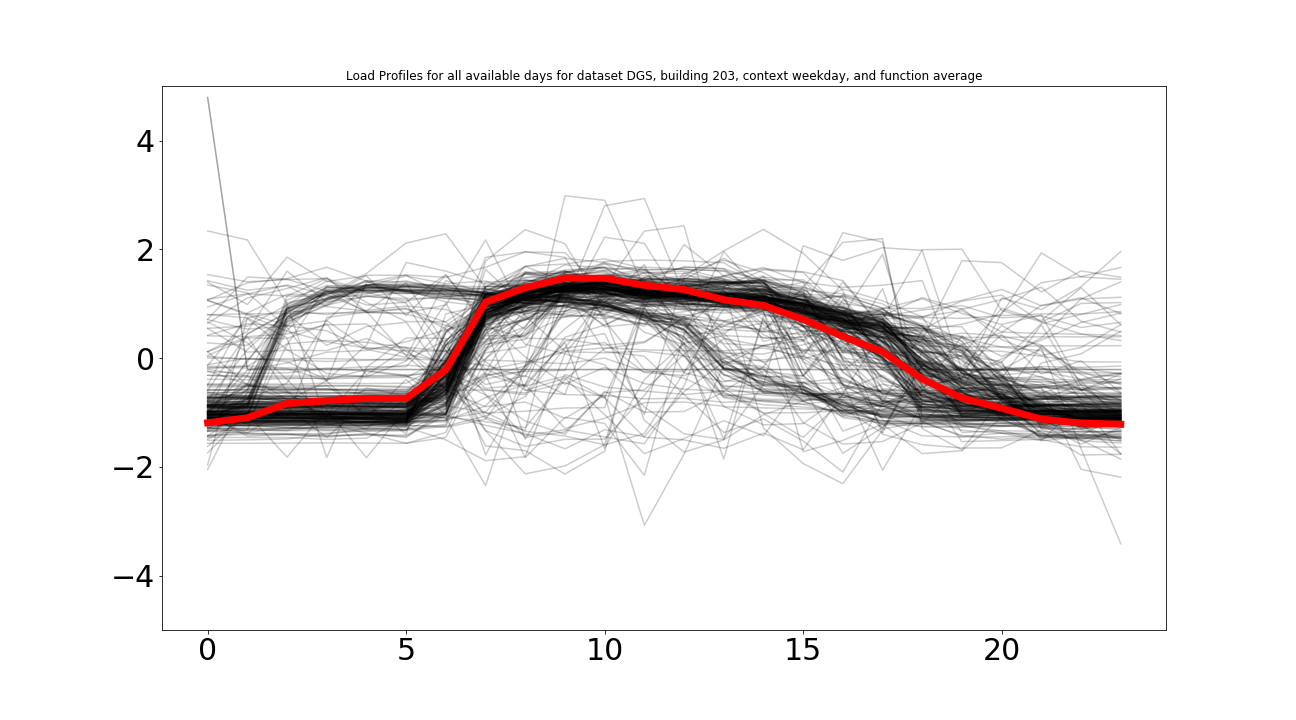 Load Profiles for all available days for dataset DGS, building 203, context weekday, and function average
4
2
0
−2
−4
0 5 10 15 20